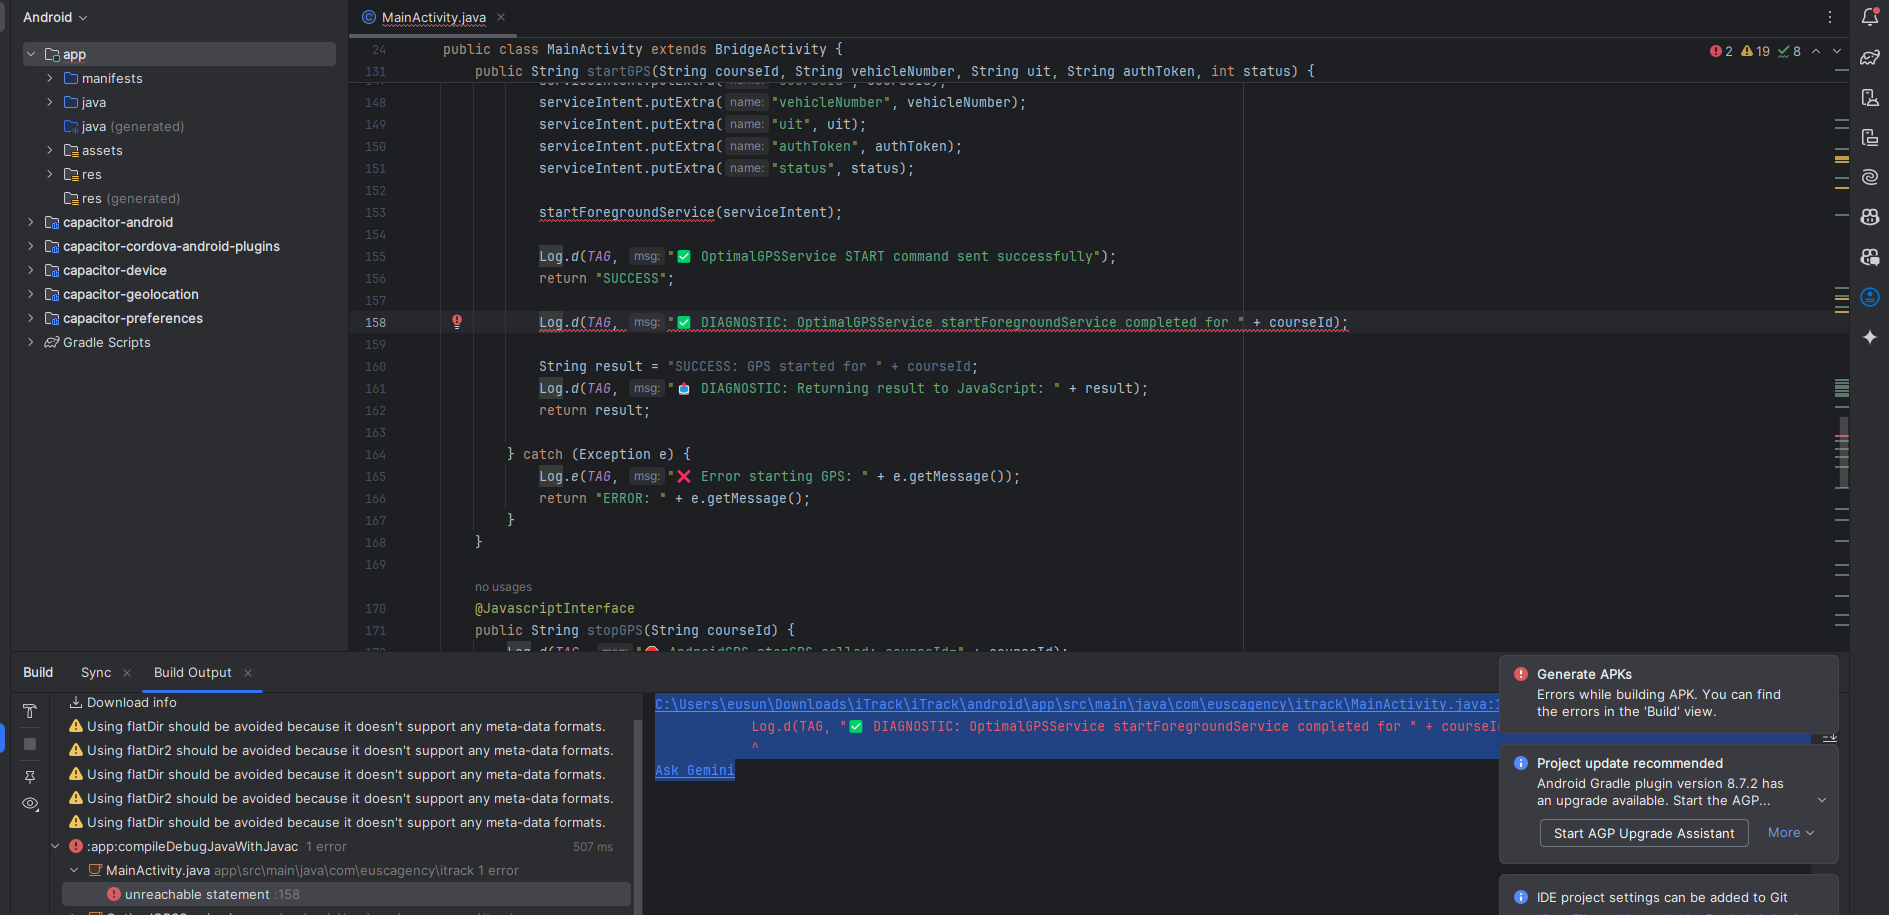 Android
MainActivity.java
app
manifests
java
java (generated)
assets
res
res (generated)
capacitor-android
capacitor-cordova-android-plugins
capacitor-device
capacitor-geolocation
capacitor-preferences
Gradle Scripts
2 19 8
24 public class MainActivity extends BridgeActivity {
131 public String startGPS(String courseId, String vehicleNumber, String uit, String authToken, int status) {
148 serviceIntent.putExtra( name: "vehicleNumber", vehicleNumber);
149 serviceIntent.putExtra( name: "uit", uit);
150 serviceIntent.putExtra( name: "authToken", authToken);
151 serviceIntent.putExtra( name: "status", status);
152
153 startForegroundService(serviceIntent);
154
155 Log.d(TAG, msg: "✅ OptimalGPSService START command sent successfully");
156 return "SUCCESS";
157
158 Log.d(TAG, msg: "✅ DIAGNOSTIC: OptimalGPSService startForegroundService completed for " + courseId);
159
160 String result = "SUCCESS: GPS started for " + courseId;
161 Log.d(TAG, msg: "📤 DIAGNOSTIC: Returning result to JavaScript: " + result);
162 return result;
163
164 } catch (Exception e) {
165 Log.e(TAG, msg: "❌ Error starting GPS: " + e.getMessage());
166 return "ERROR: " + e.getMessage();
167 }
168 }
169
no usages
170 @JavascriptInterface
171 public String stopGPS(String courseId) {
Build
Sync
Build Output
Download info
Using flatDir should be avoided because it doesn't support any meta-data formats.
Using flatDir2 should be avoided because it doesn't support any meta-data formats.
Using flatDir should be avoided because it doesn't support any meta-data formats.
Using flatDir2 should be avoided because it doesn't support any meta-data formats.
Using flatDir should be avoided because it doesn't support any meta-data formats.
:app:compileDebugJavaWithJavac 1 error 507 ms
MainActivity.java app\src\main\java\com\euscagency\itrack 1 error
unreachable statement :158
C:\Users\eusun\Downloads\iTrack\iTrack\android\app\src\main\java\com\euscagency\itrack\MainActivity.java:1
Log.d(TAG, "✅ DIAGNOSTIC: OptimalGPSService startForegroundService completed for " + courseId
^
Ask Gemini
Generate APKs
Errors while building APK. You can find
the errors in the 'Build' view.
Project update recommended
Android Gradle plugin version 8.7.2 has
an upgrade available. Start the AGP...
Start AGP Upgrade Assistant
More
IDE project settings can be added to Git